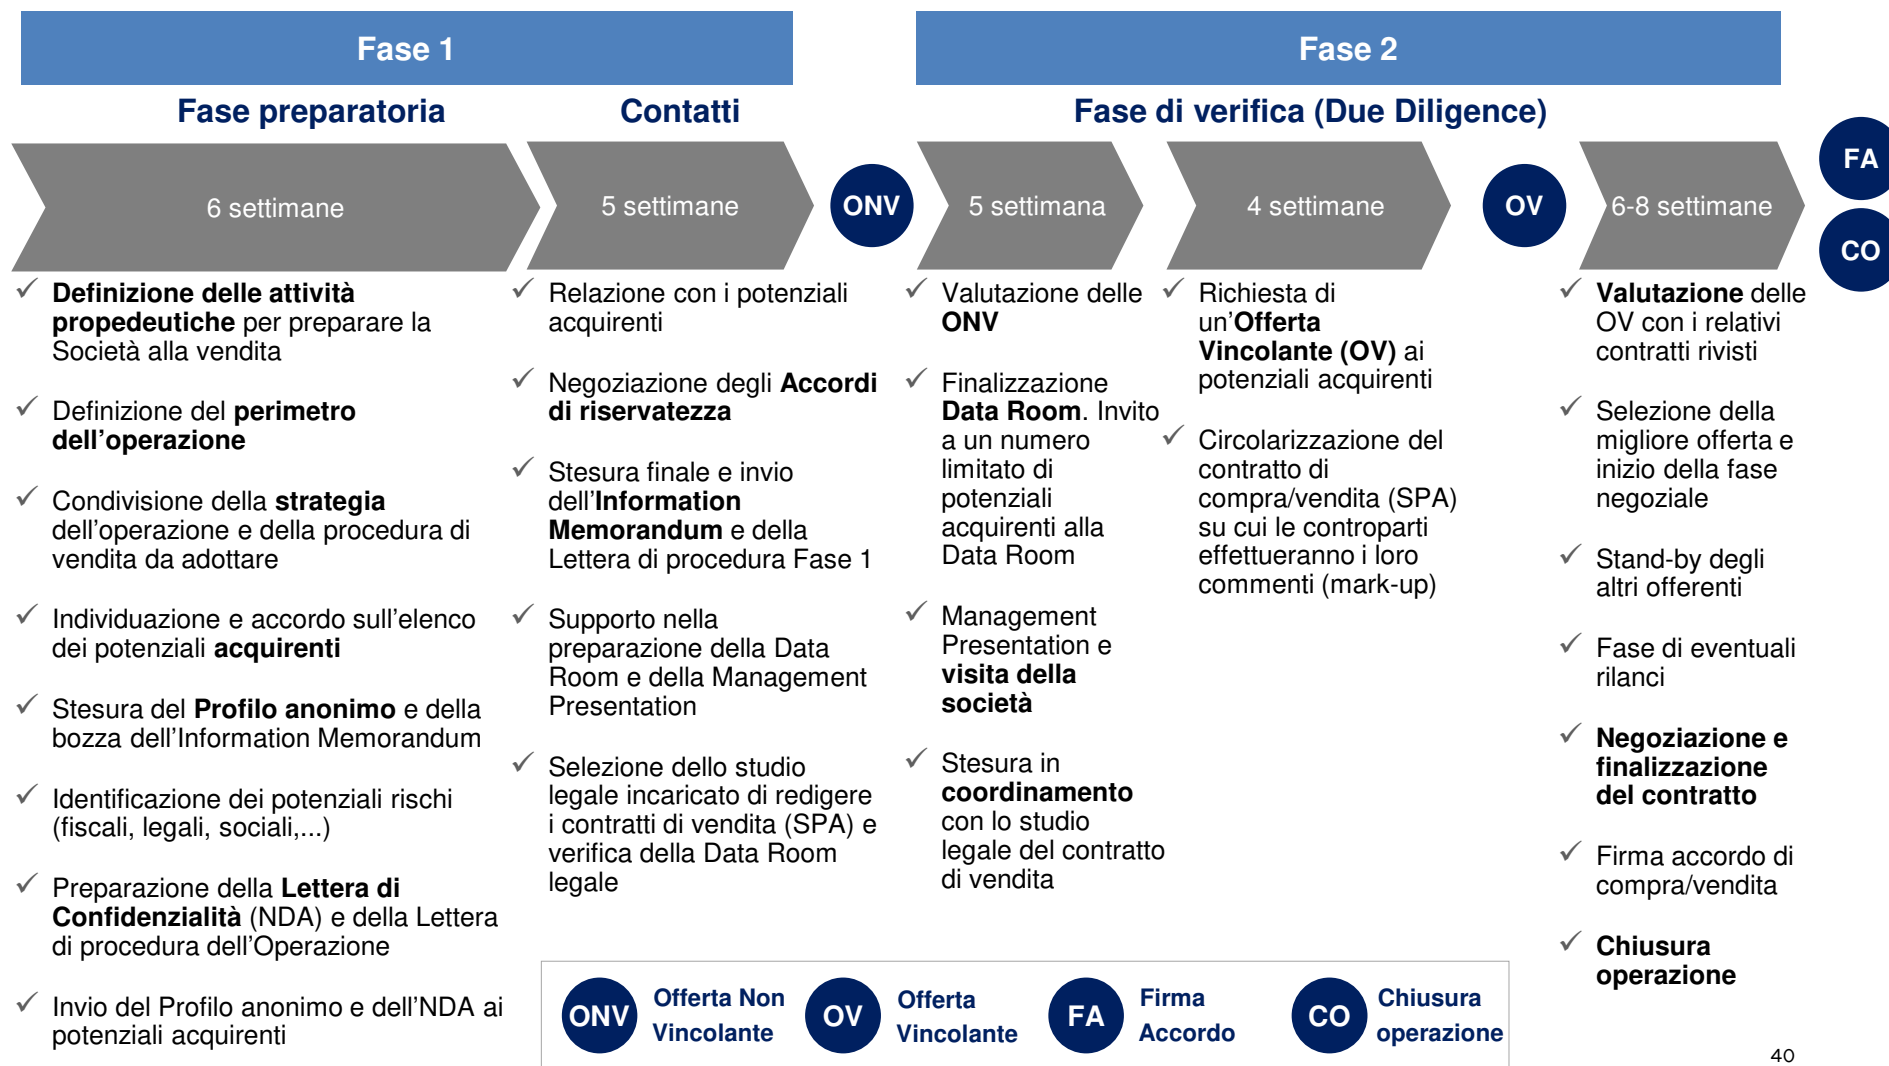 Fase 1
Fase 2
Fase preparatoria
Contatti
Fase di verifica (Due Diligence)
6 settimane
5 settimane
ONV
5 settimana
4 settimane
OV
6-8 settimane
FA
CO
✓ Definizione delle attività
propedeutiche per preparare la
Società alla vendita
✓ Definizione del perimetro
dell’operazione
✓ Condivisione della strategia
dell’operazione e della procedura di
vendita da adottare
✓ Individuazione e accordo sull’elenco
dei potenziali acquirenti
✓ Stesura del Profilo anonimo e della
bozza dell’Information Memorandum
✓ Identificazione dei potenziali rischi
(fiscali, legali, sociali,...)
✓ Preparazione della Lettera di
Confidenzialità (NDA) e della Lettera
di procedura dell’Operazione
✓ Invio del Profilo anonimo e dell’NDA ai
potenziali acquirenti
✓ Relazione con i potenziali
acquirenti
✓ Negoziazione degli Accordi
di riservatezza
✓ Stesura finale e invio
dell’Information
Memorandum e della
Lettera di procedura Fase 1
✓ Supporto nella
preparazione della Data
Room e della Management
Presentation
✓ Selezione dello studio
legale incaricato di redigere
i contratti di vendita (SPA) e
verifica della Data Room
legale
✓ Valutazione delle
ONV
✓ Finalizzazione
Data Room. Invito
a un numero
limitato di
potenziali
acquirenti alla
Data Room
✓ Management
Presentation e
visita della
società
✓ Stesura in
coordinamento
con lo studio
legale del contratto
di vendita
✓ Richiesta di
un’Offerta
Vincolante (OV) ai
potenziali acquirenti
✓ Circolarizzazione del
contratto di
compra/vendita (SPA)
su cui le controparti
effettueranno i loro
commenti (mark-up)
✓ Valutazione delle
OV con i relativi
contratti rivisti
✓ Selezione della
migliore offerta e
inizio della fase
negoziale
✓ Stand-by degli
altri offerenti
✓ Fase di eventuali
rilanci
✓ Negoziazione e
finalizzazione
del contratto
✓ Firma accordo di
compra/vendita
✓ Chiusura
operazione
ONV
Offerta Non
Vincolante
OV
Offerta
Vincolante
FA
Firma
Accordo
CO
Chiusura
operazione
40